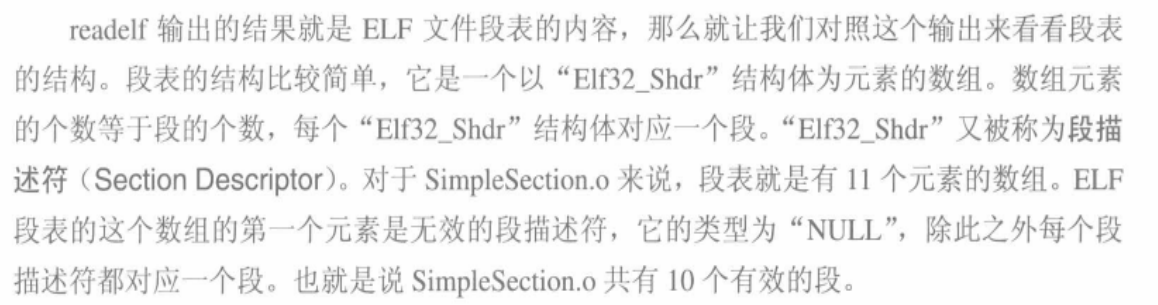 readelf 输出的结果就是 ELF 文件段表的内容，那么就让我们对照这个输出来看看段表
的结构。段表的结构比较简单，它是一个以“Elf32_Shdr”结构体为元素的数组。数组元素
的个数等于段的个数，每个“Elf32_Shdr”结构体对应一个段。“Elf32_Shdr”又被称为段描
述符（Section Descriptor）。对于 SimpleSection.o 来说，段表就是有 11 个元素的数组。ELF
段表的这个数组的第一个元素是无效的段描述符，它的类型为“NULL”，除此之外每个段
描述符都对应一个段。也就是说 SimpleSection.o 共有 10 个有效的段。